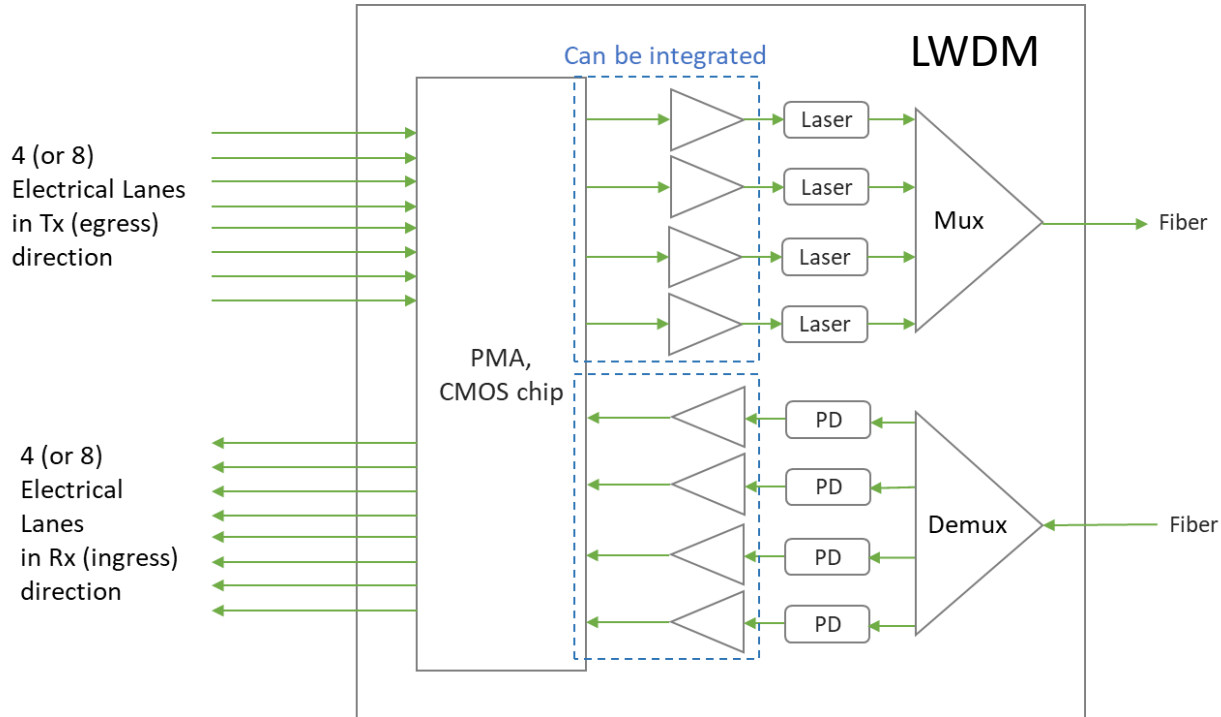 LWDM
Can be integrated
4 (or 8)
Electrical Lanes
in Tx (egress)
direction
Laser
Laser
Laser
Laser
Mux
Fiber
PMA,
CMOS chip
4 (or 8)
Electrical
Lanes
in Rx (ingress)
direction
PD
PD
PD
PD
Demux
Fiber